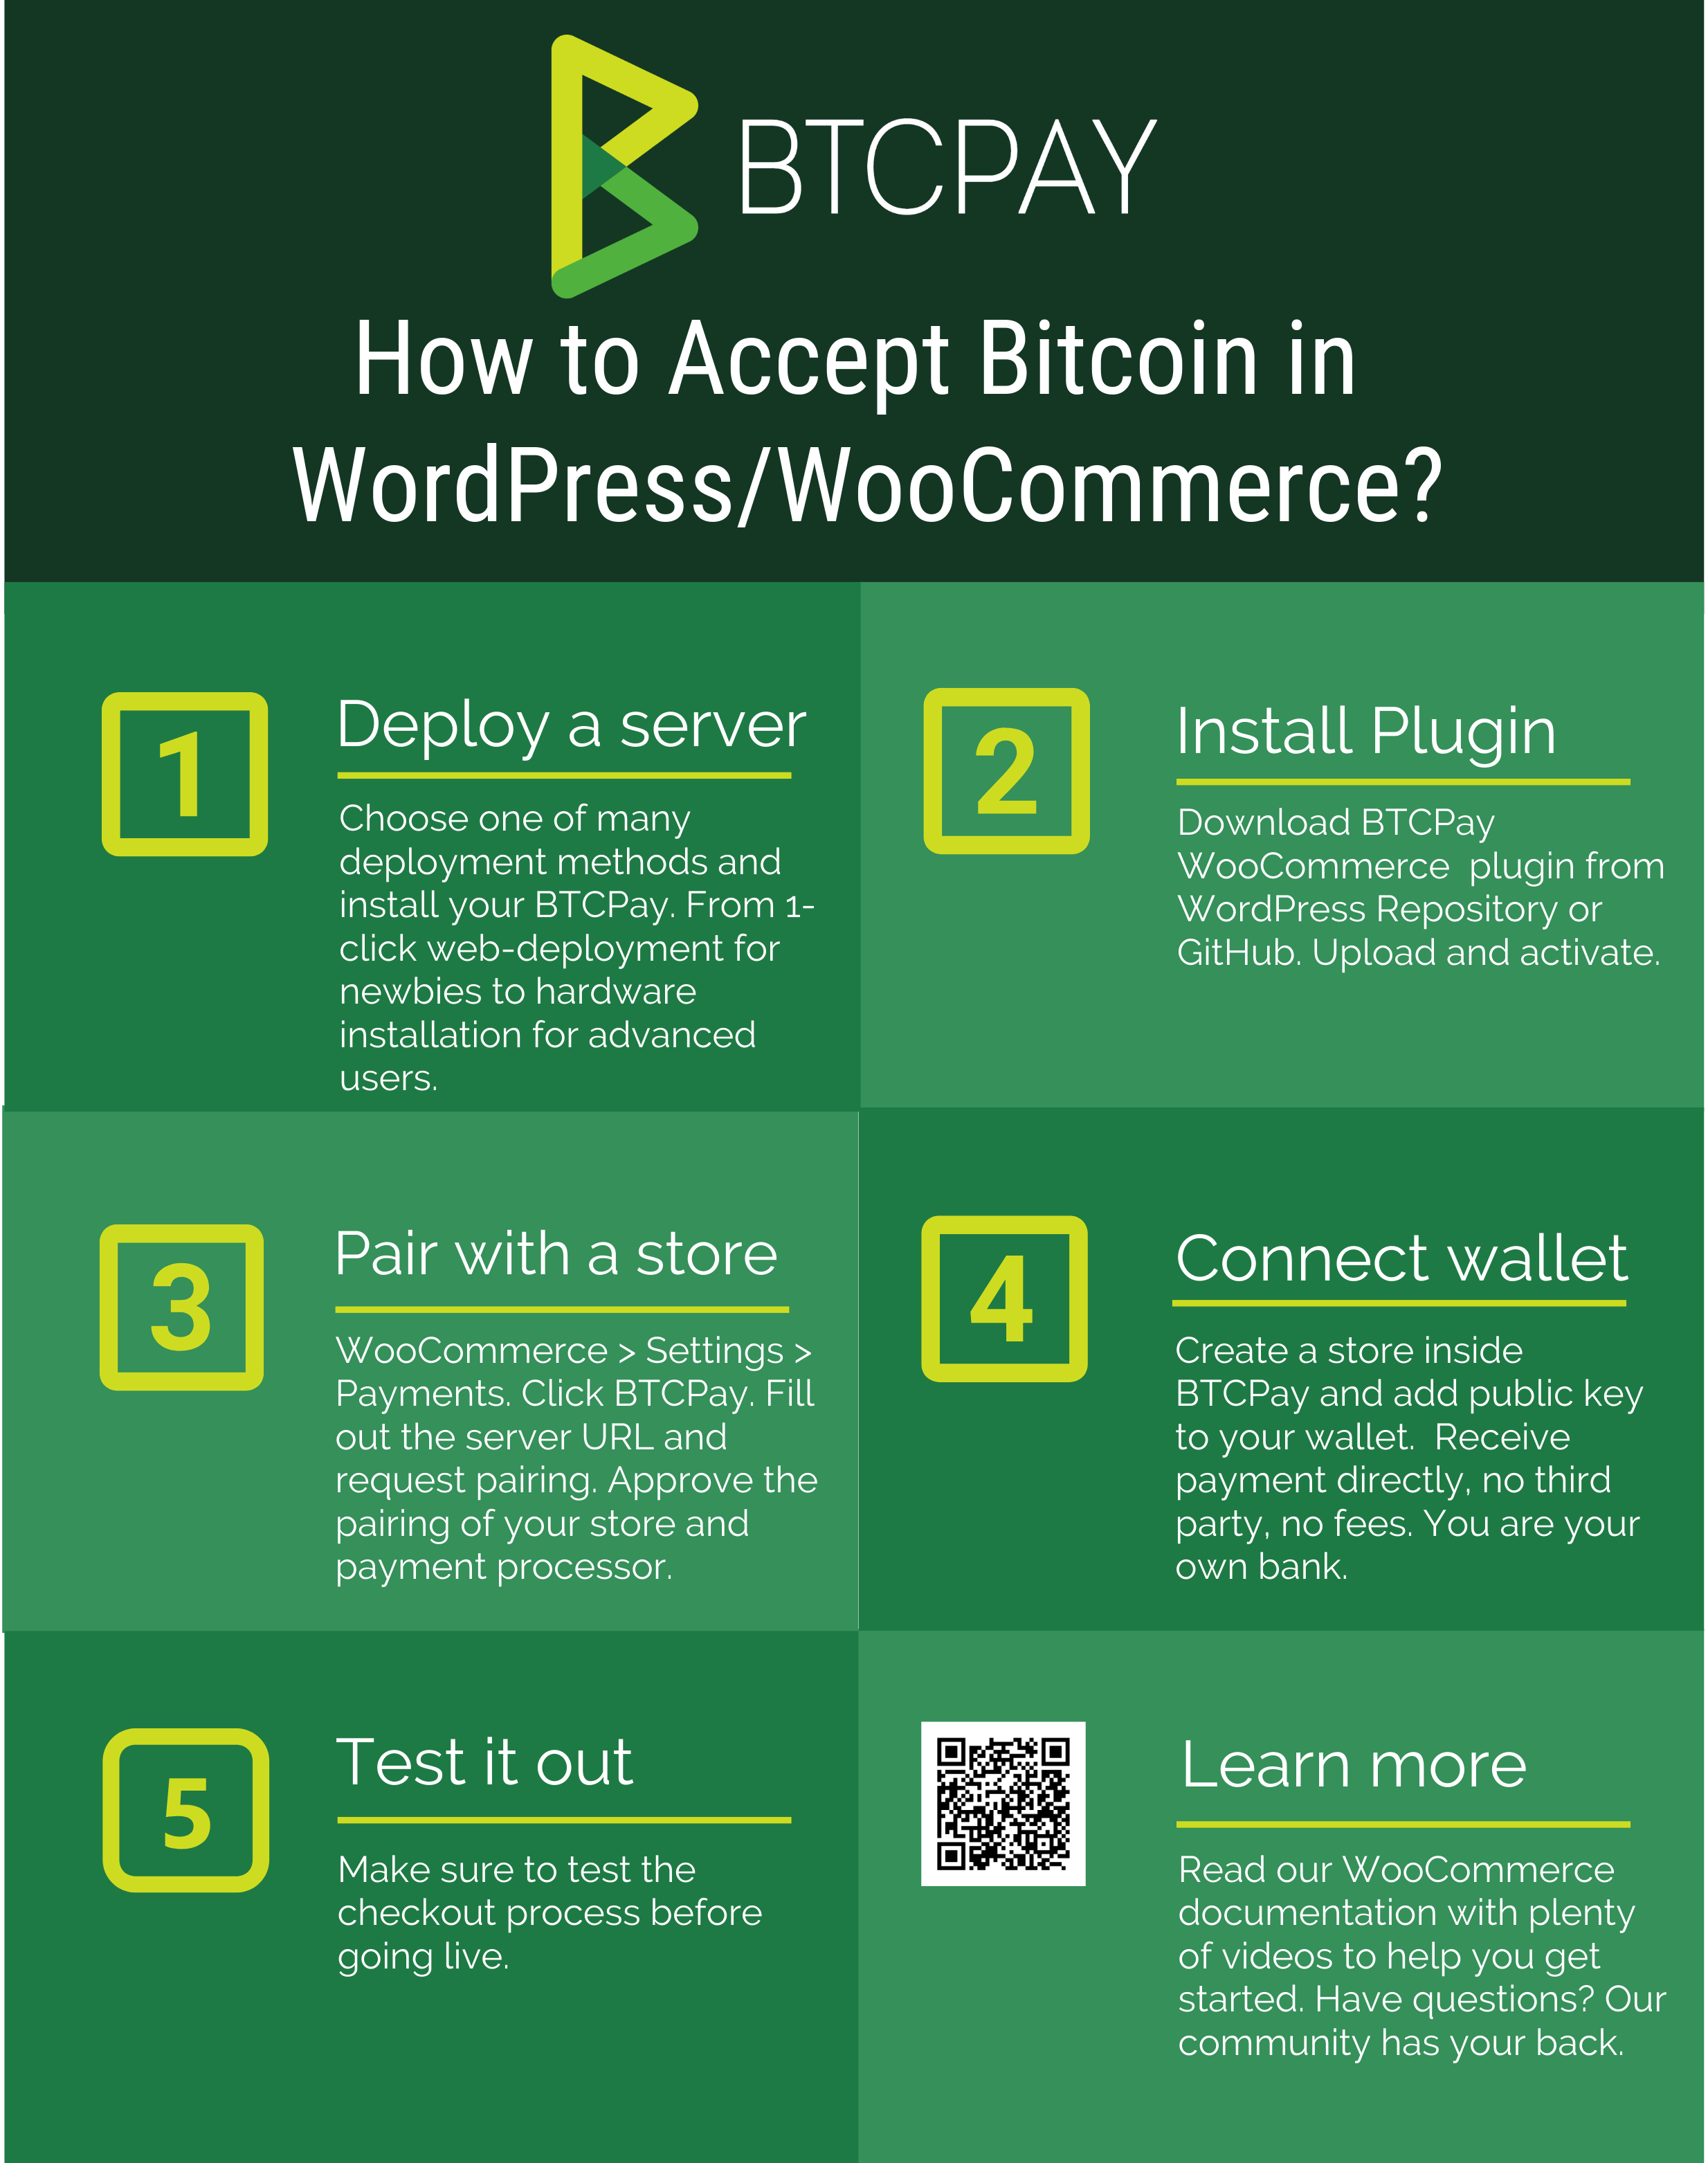 BTCPAY
How to Accept Bitcoin in
WordPress/WooCommerce?
1
Deploy a server
Choose one of many
deployment methods and
install your BTCPay. From 1-
click web-deployment for
newbies to hardware
installation for advanced
users.
2
Install Plugin
Download BTCPay
WooCommerce  plugin from
WordPress Repository or
GitHub. Upload and activate.
3
Pair with a store
WooCommerce > Settings >
Payments. Click BTCPay. Fill
out the server URL and
request pairing. Approve the
pairing of your store and
payment processor.
4
Connect wallet
Create a store inside
BTCPay and add public key
to your wallet.  Receive
payment directly, no third
party, no fees. You are your
own bank.
5
Test it out
Make sure to test the
checkout process before
going live.
Learn more
Read our WooCommerce
documentation with plenty
of videos to help you get
started. Have questions? Our
community has your back.